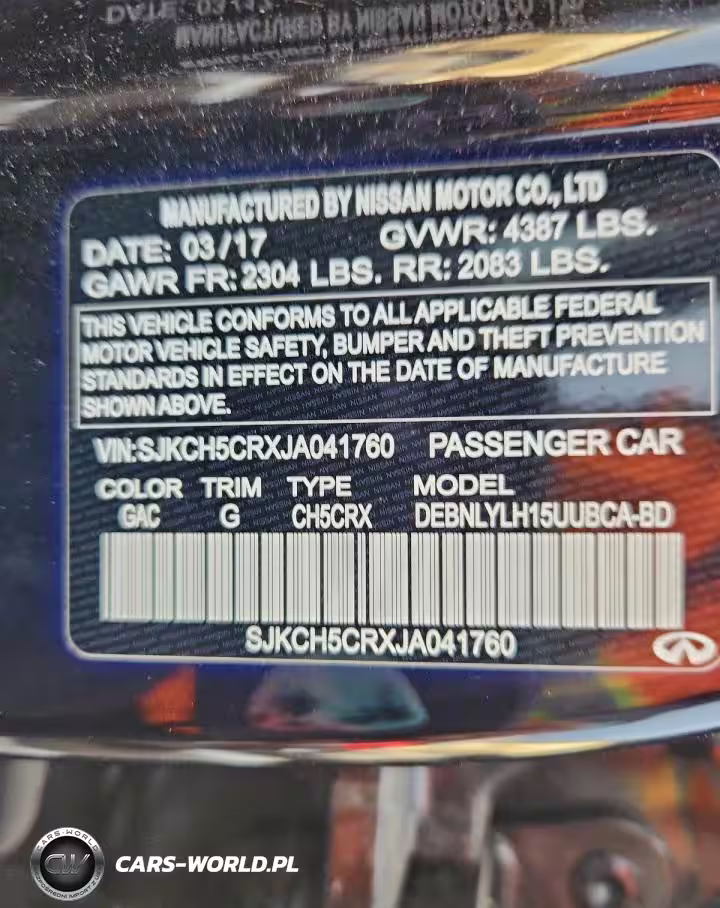 MANUFACTURED BY NISSAN MOTOR CO., LTD
DATE: 03/17 GVWR: 4387 LBS.
GAWR FR: 2304 LBS. RR: 2083 LBS.
THIS VEHICLE CONFORMS TO ALL APPLICABLE FEDERAL
MOTOR VEHICLE SAFETY, BUMPER AND THEFT PREVENTION
STANDARDS IN EFFECT ON THE DATE OF MANUFACTURE
SHOWN ABOVE.
VIN:SJKCH5CRXJA041760 PASSENGER CAR
COLOR TRIM TYPE MODEL
GAC G CH5CRX DEBNLYLH15UUBCA-BD
SJKCH5CRXJA041760
CARS-WORLD
CW
CARS-WORLD.PL